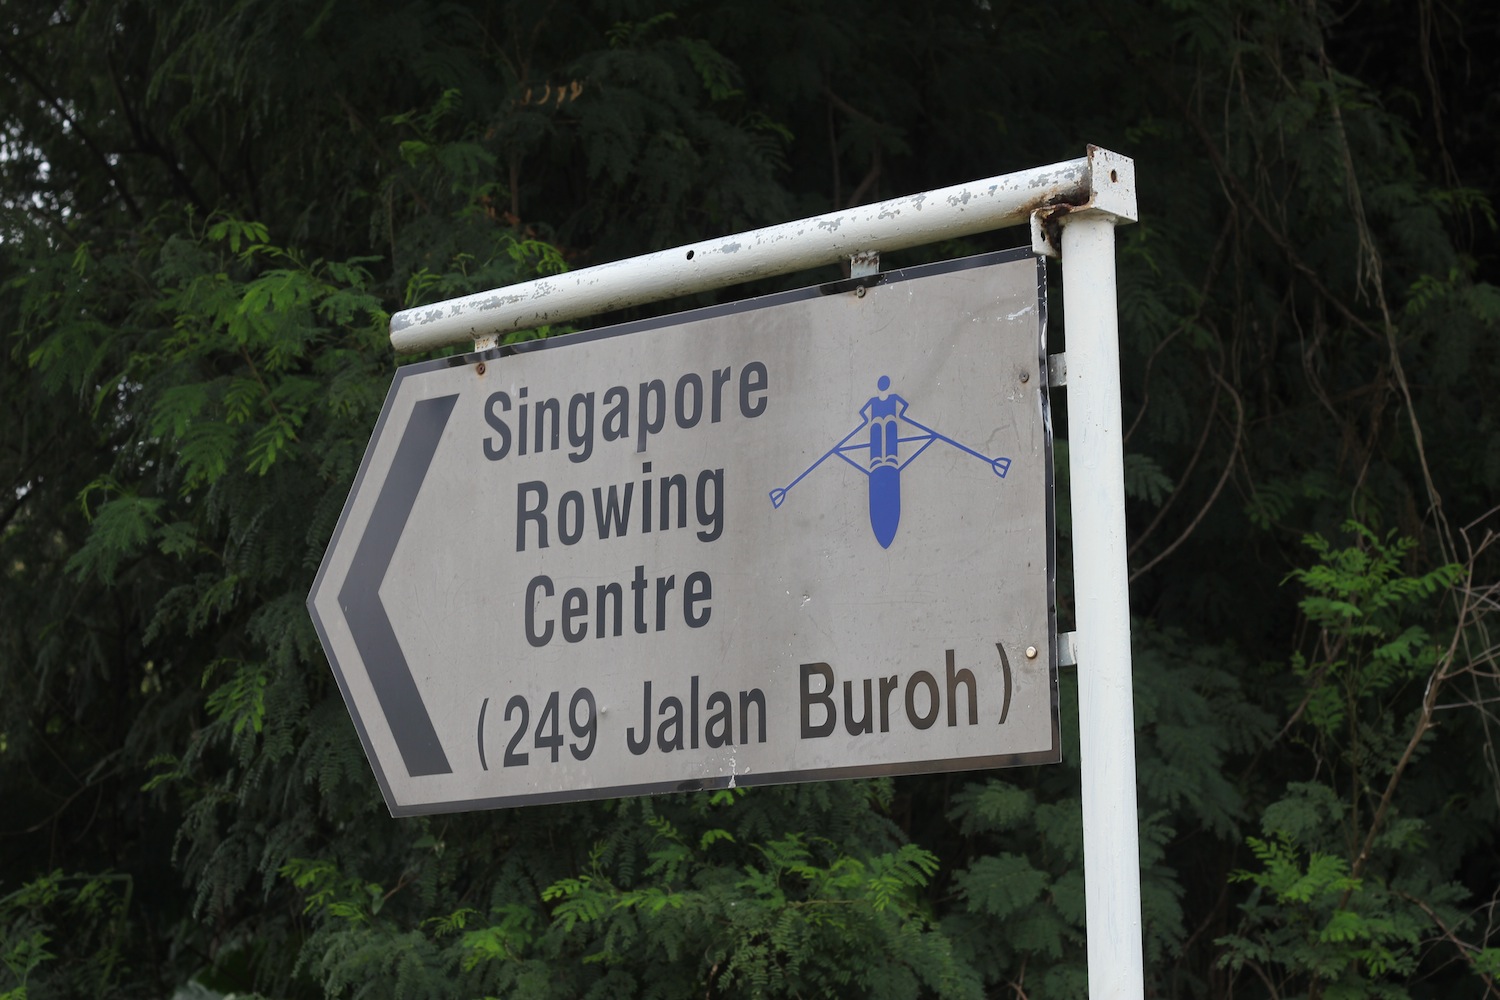 Singapore
Rowing
Centre
(249 Jalan Buroh)